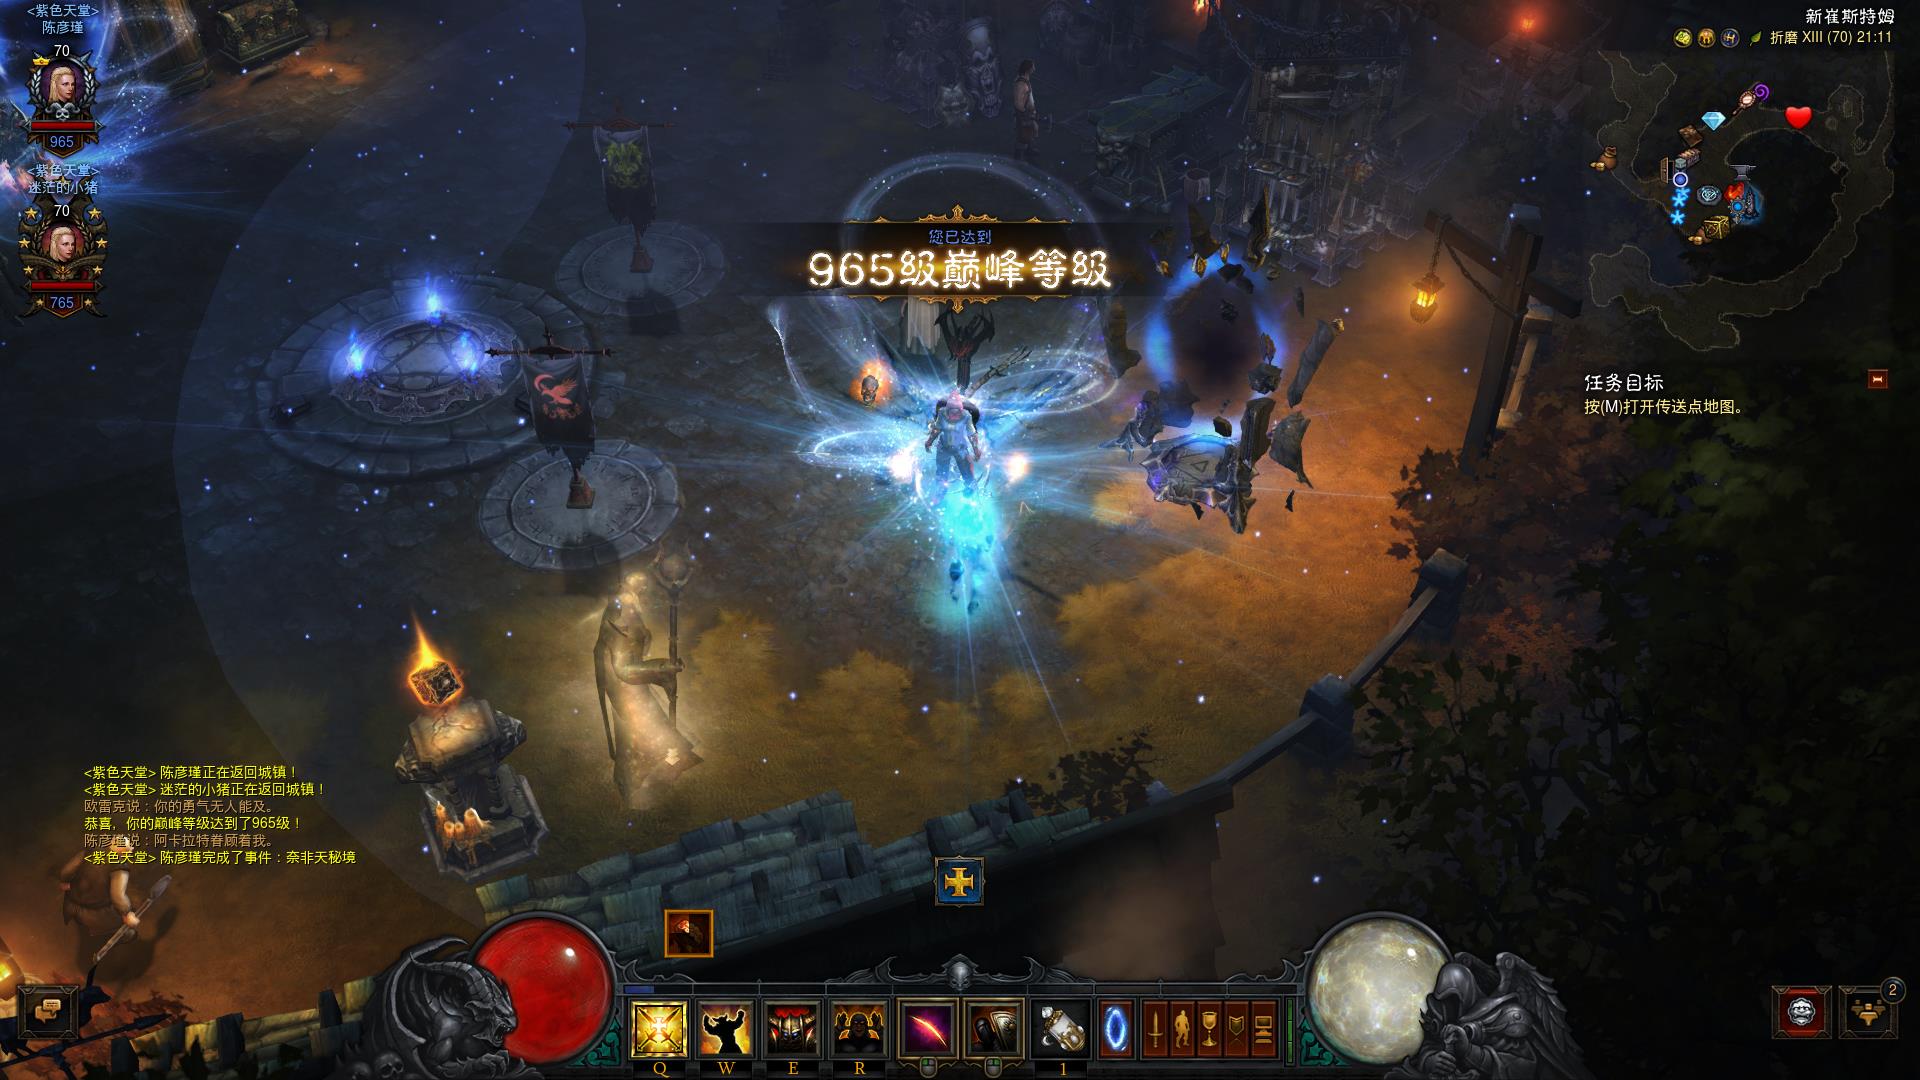 <紫色天堂>
陈彦瑾
70
965
<紫色天堂>
迷茫的小猪
70
765
新崔斯特姆
折磨 XIII (70) 21:11
您已达到
965级巅峰等级
任务目标
按(M)打开传送点地图。
<紫色天堂> 陈彦瑾正在返回城镇！
<紫色天堂> 迷茫的小猪正在返回城镇！
欧雷克说：你的勇气无人能及。
恭喜，你的巅峰等级达到了965级！
陈彦瑾说：阿卡拉特眷顾着我。
<紫色天堂> 陈彦瑾完成了事件：奈非天秘境
2
Q W E R 1